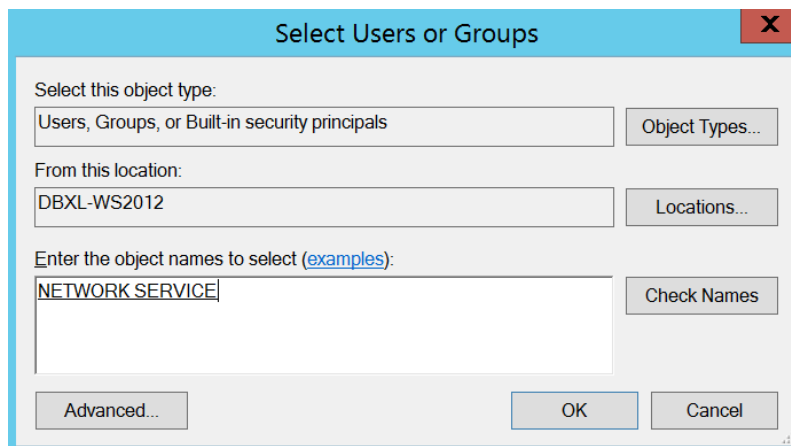 Select Users or Groups
X
Select this object type:
Users, Groups, or Built-in security principals
Object Types...
From this location:
DBXL-WS2012
Locations...
Enter the object names to select (examples):
NETWORK SERVICE
Check Names
Advanced...
OK
Cancel